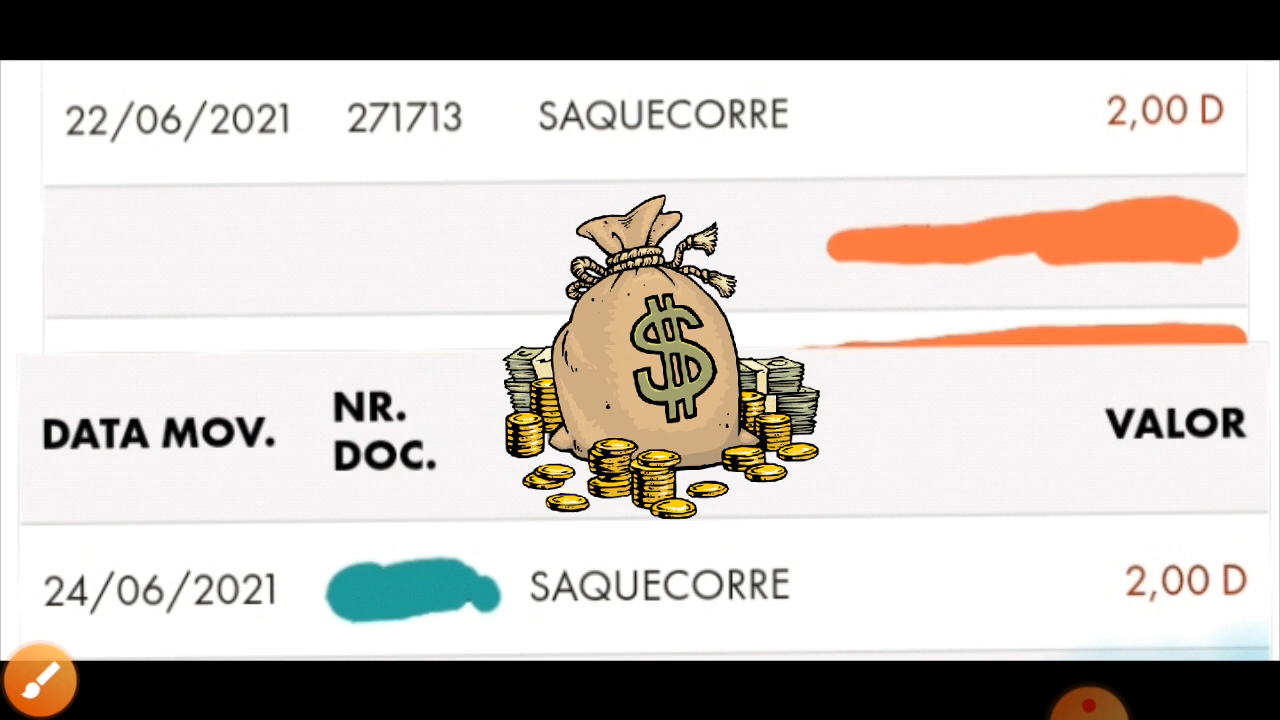 22/06/2021 271713 SAQUECORRE 2,00 D
$
DATA MOV. NR. DOC. VALOR
24/06/2021 SAQUECORRE 2,00 D